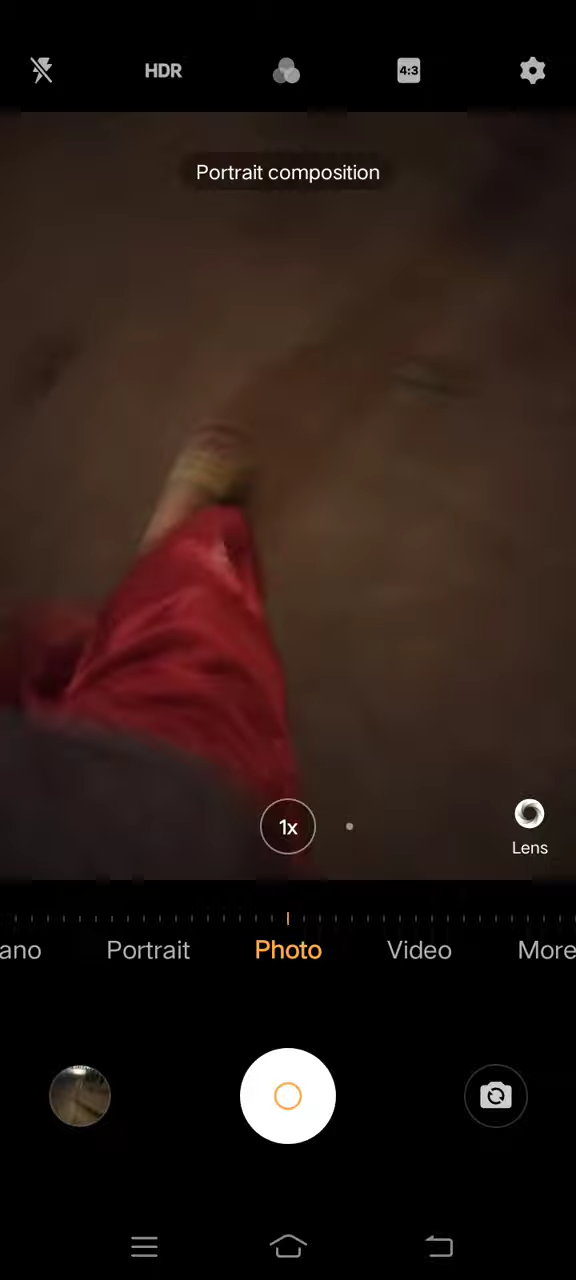 HDR
4:3
Portrait composition
1x
Lens
ano
Portrait
Photo
Video
More